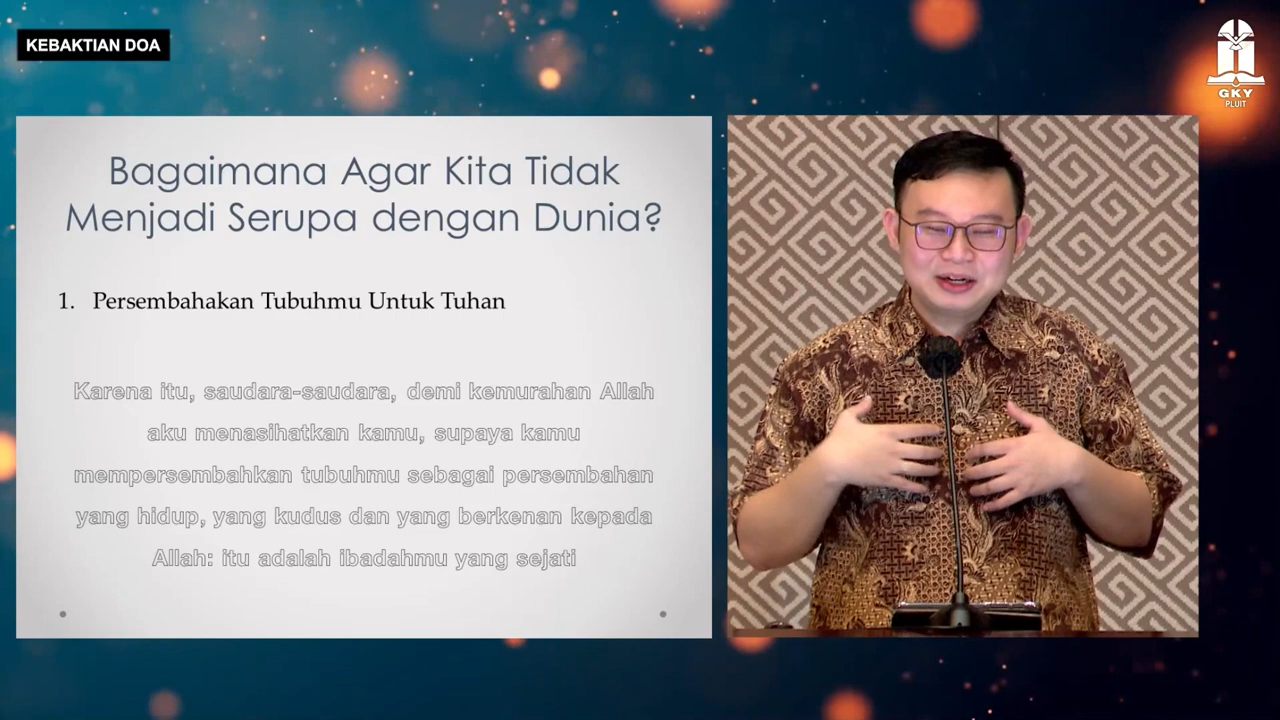 KEBAKTIAN DOA
GKY
PLUIT
Bagaimana Agar Kita Tidak
Menjadi Serupa dengan Dunia?
1. Persembahakan Tubuhmu Untuk Tuhan
Karena itu, saudara-saudara, demi kemurahan Allah
aku menasihatkan kamu, supaya kamu
mempersembahkan tubuhmu sebagai persembahan
yang hidup, yang kudus dan yang berkenan kepada
Allah: itu adalah ibadahmu yang sejati